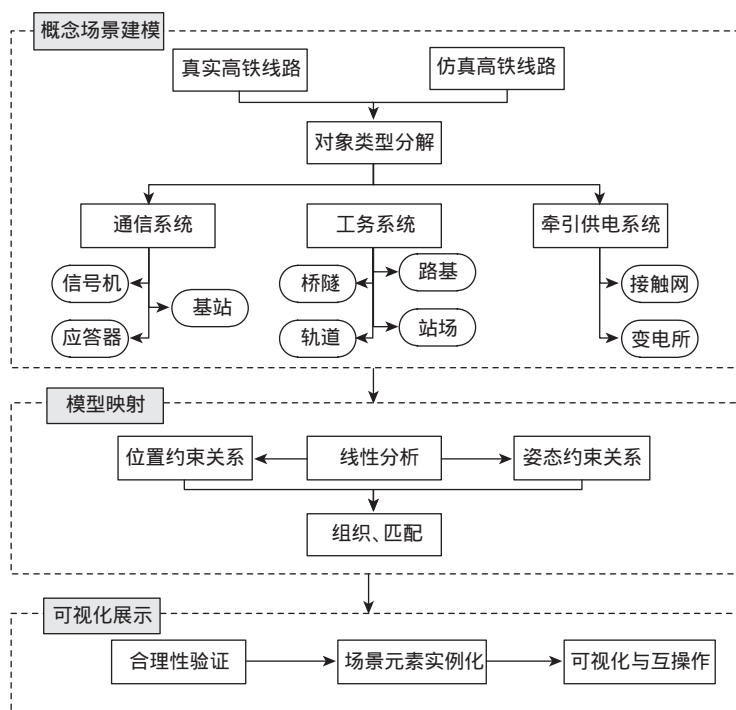 概念场景建模
真实高铁线路
仿真高铁线路
对象类型分解
通信系统
工务系统
牵引供电系统
信号机
基站
应答器
桥隧
路基
轨道
站场
接触网
变电所
模型映射
位置约束关系
线性分析
姿态约束关系
组织、匹配
可视化展示
合理性验证
场景元素实例化
可视化与互操作